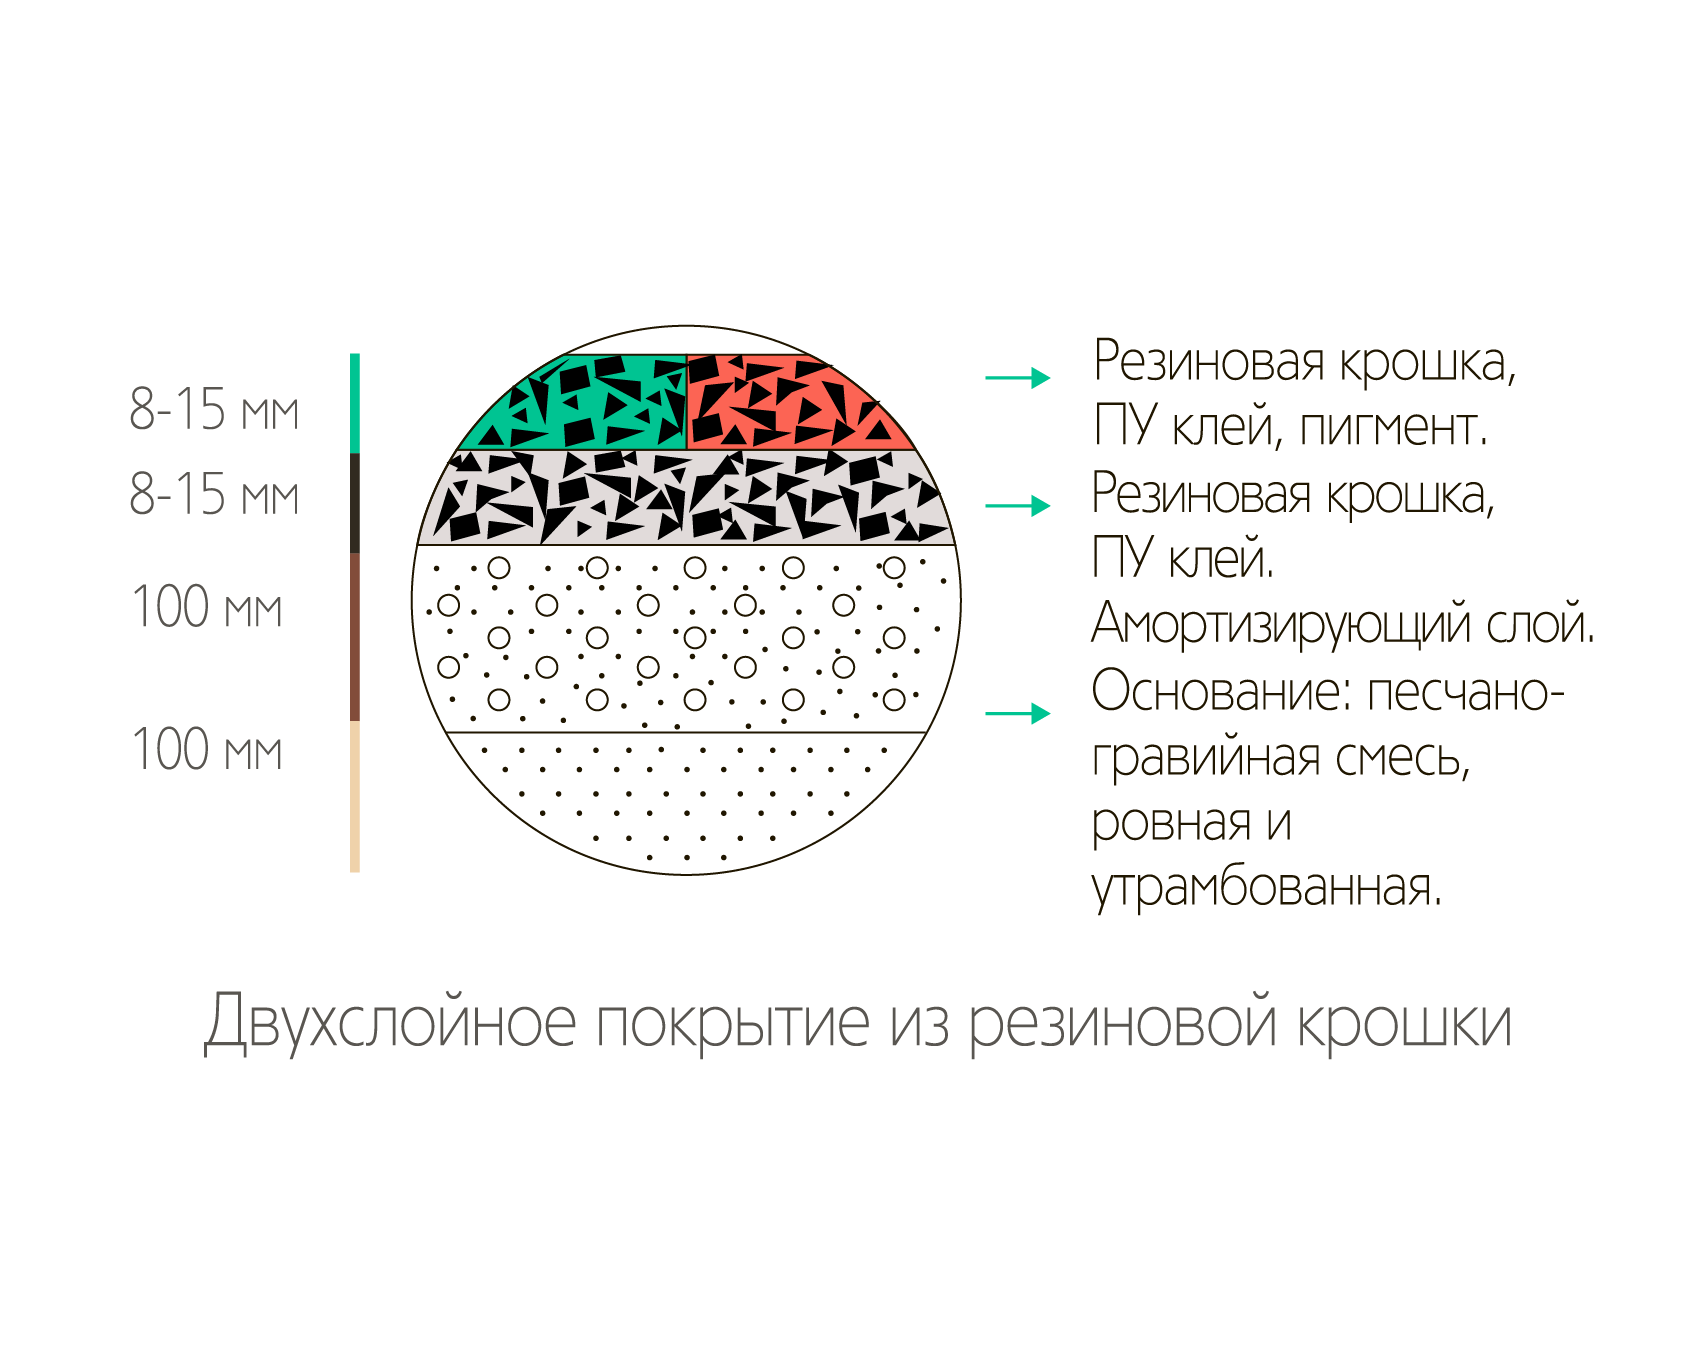 8-15 мм
8-15 мм
100 мм
100 мм
Резиновая крошка,
ПУ клей, пигмент.
Резиновая крошка,
ПУ клей.
Амортизирующий слой.
Основание: песчано-
гравийная смесь,
ровная и
утрамбованная.
Двухслойное покрытие из резиновой крошки